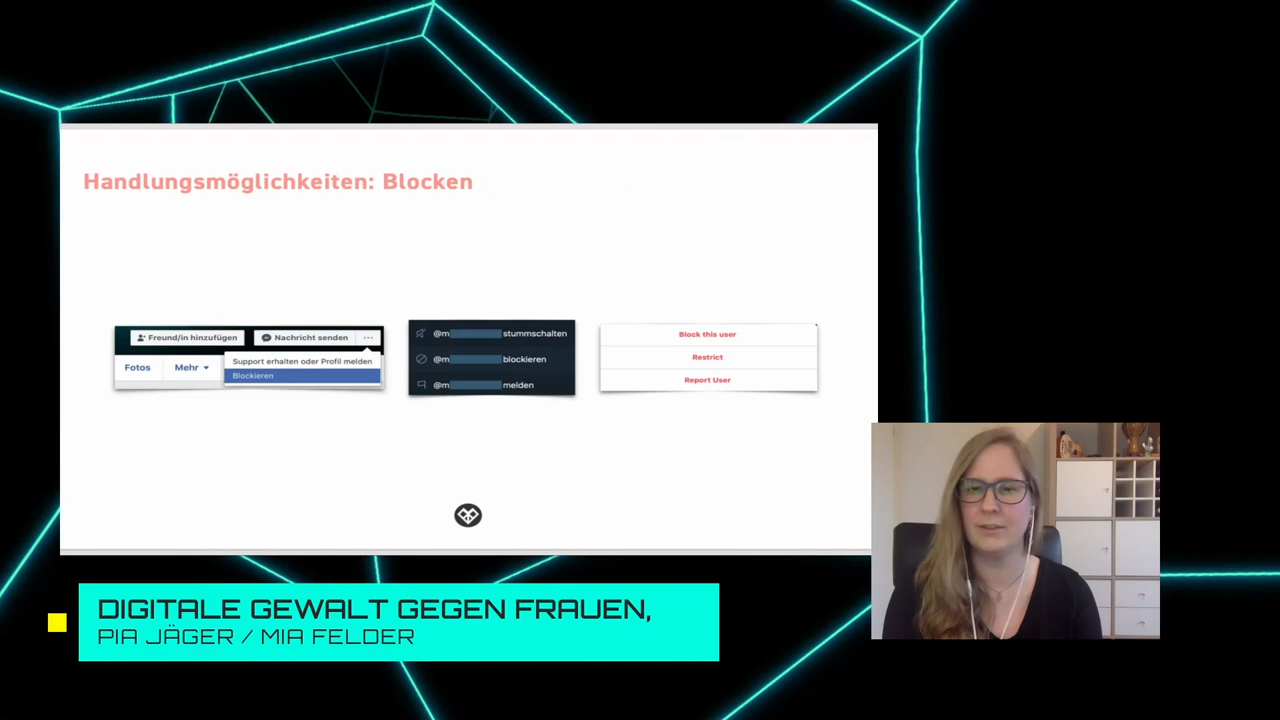 Handlungsmöglichkeiten: Blocken
Freund/in hinzufügen
Nachricht senden
...
Fotos
Mehr
Support erhalten oder Profil melden
Blockieren
@m stummschalten
@m blockieren
@m melden
Block this user
Restrict
Report User
DIGITALE GEWALT GEGEN FRAUEN,
PIA JÄGER / MIA FELDER